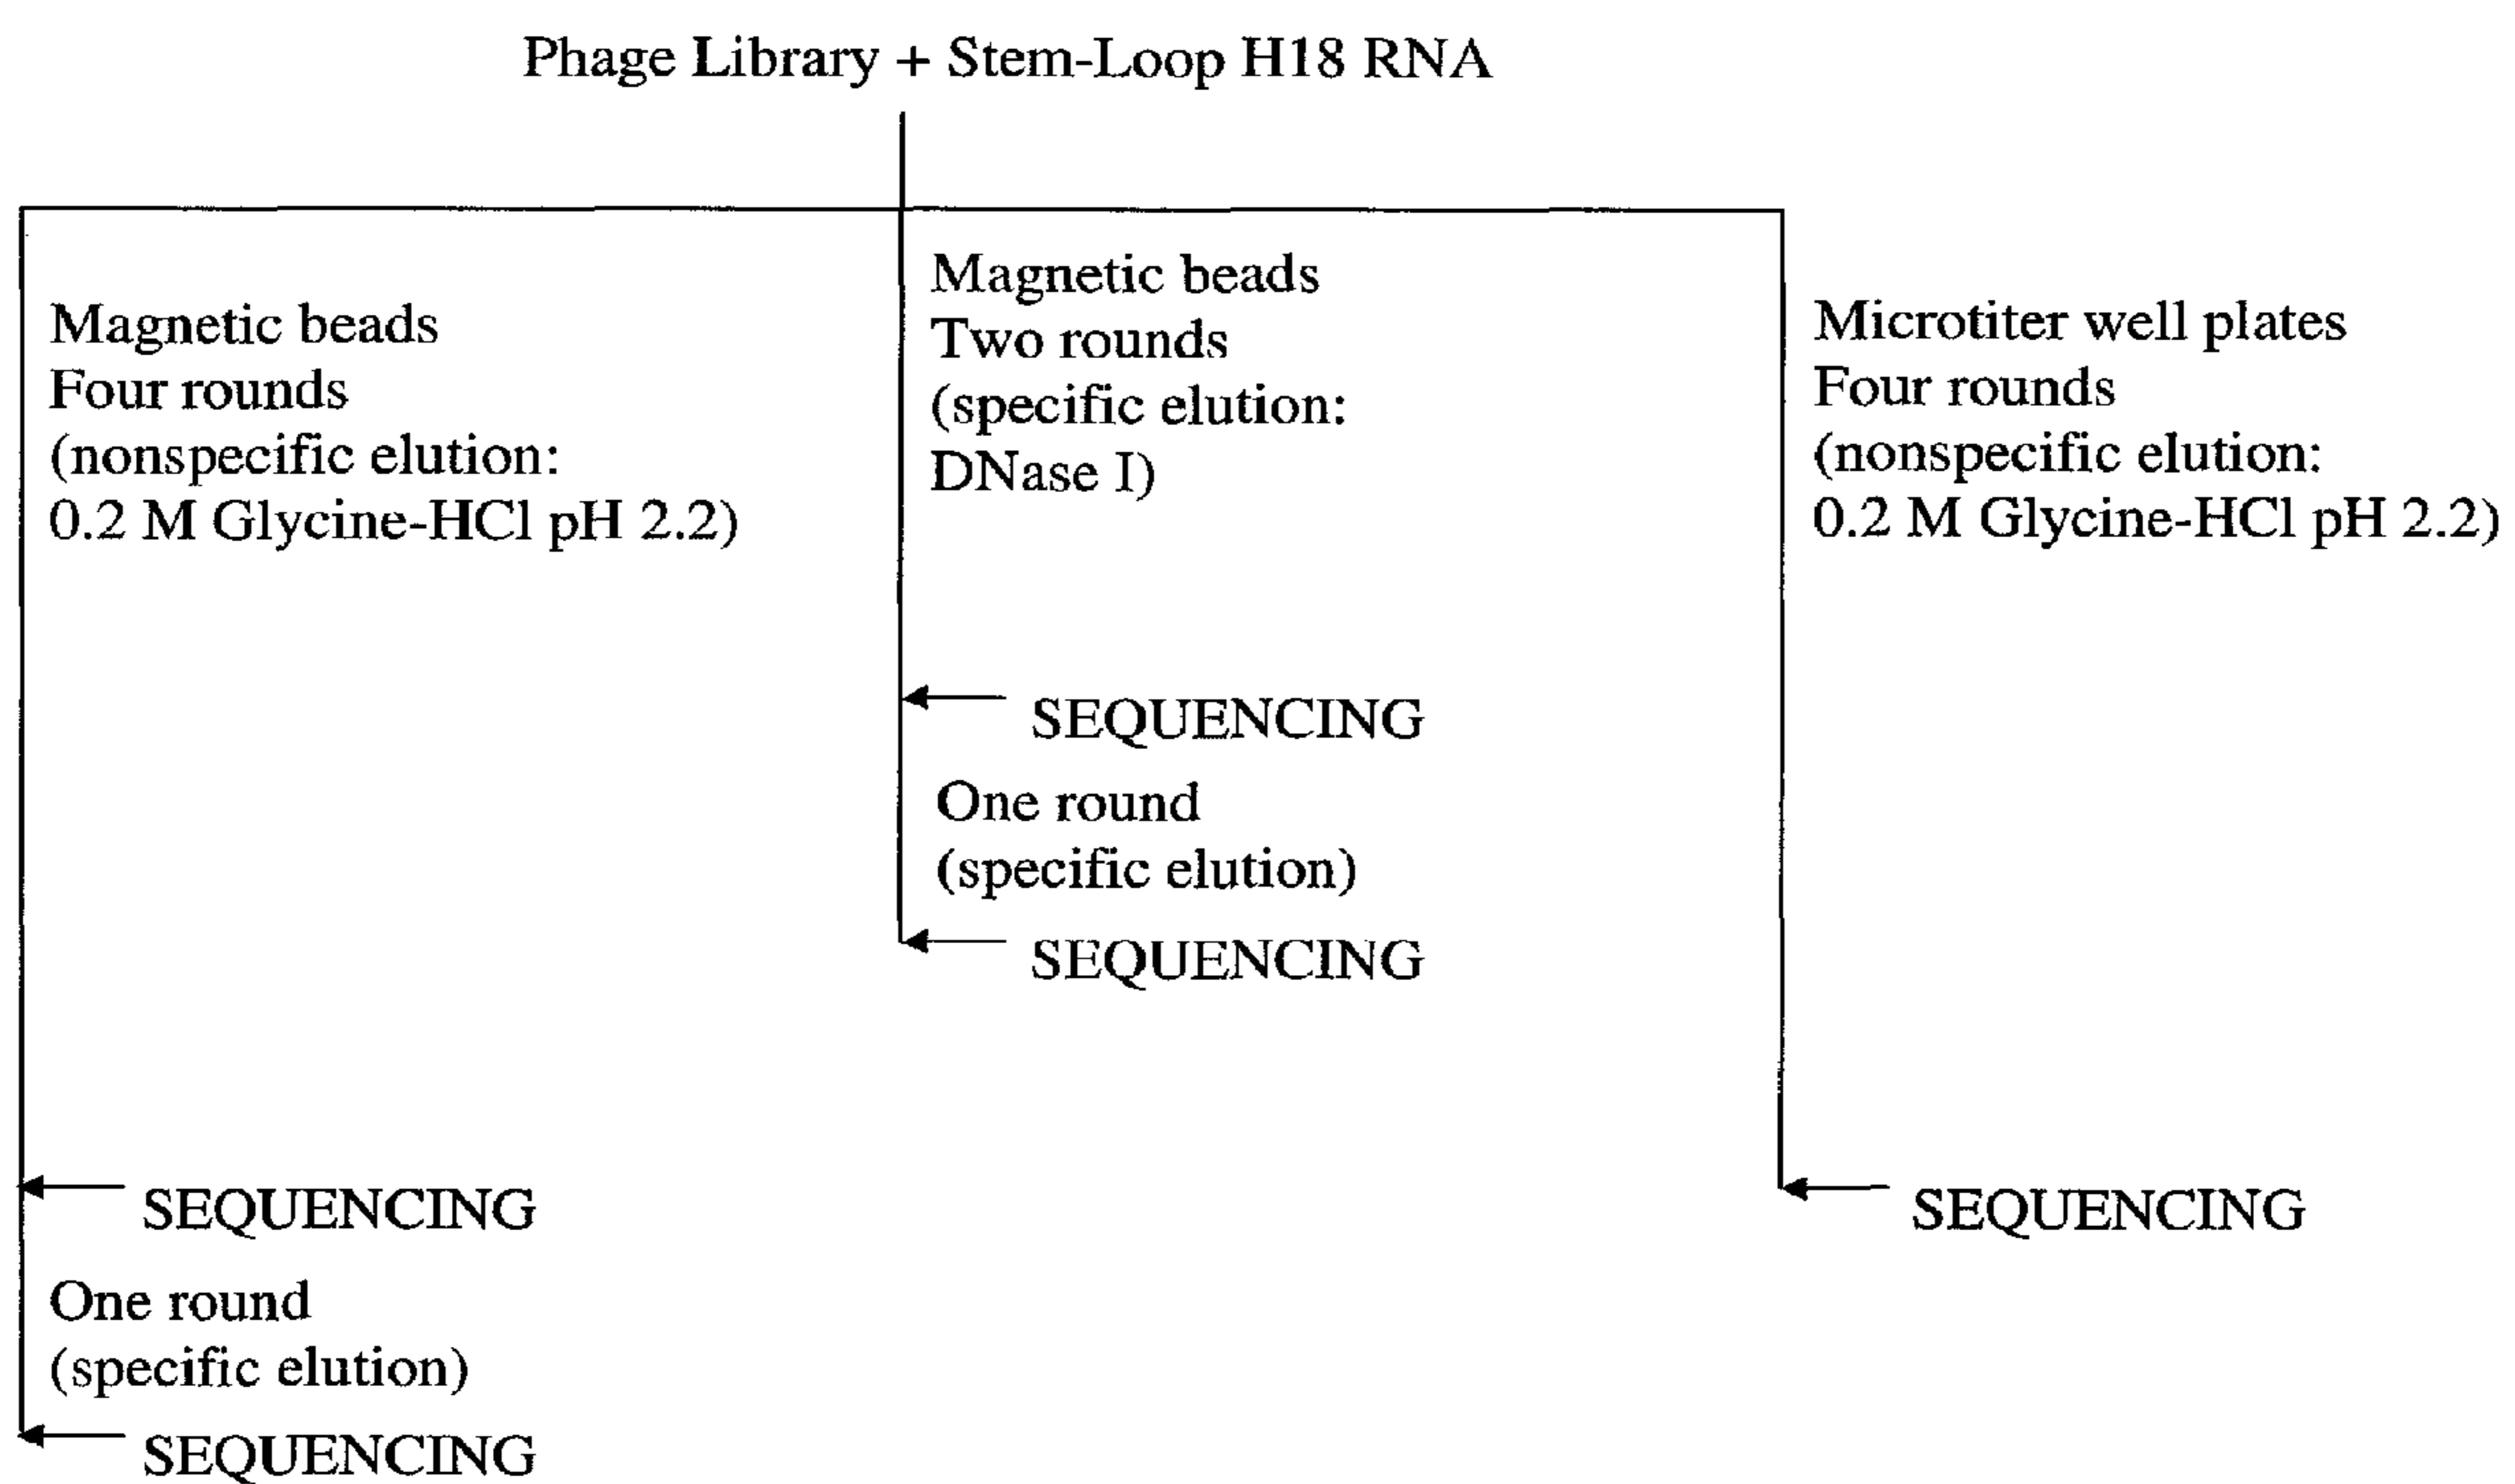 Phage Library + Stem-Loop H18 RNA
Magnetic beads
Four rounds
(nonspecific elution:
0.2 M Glycine-HCl pH 2.2)
SEQUENCING
One round
(specific elution)
SEQUENCING
Magnetic beads
Two rounds
(specific elution:
DNase I)
SEQUENCING
One round
(specific elution)
SEQUENCING
Microtiter well plates
Four rounds
(nonspecific elution:
0.2 M Glycine-HCl pH 2.2)
SEQUENCING